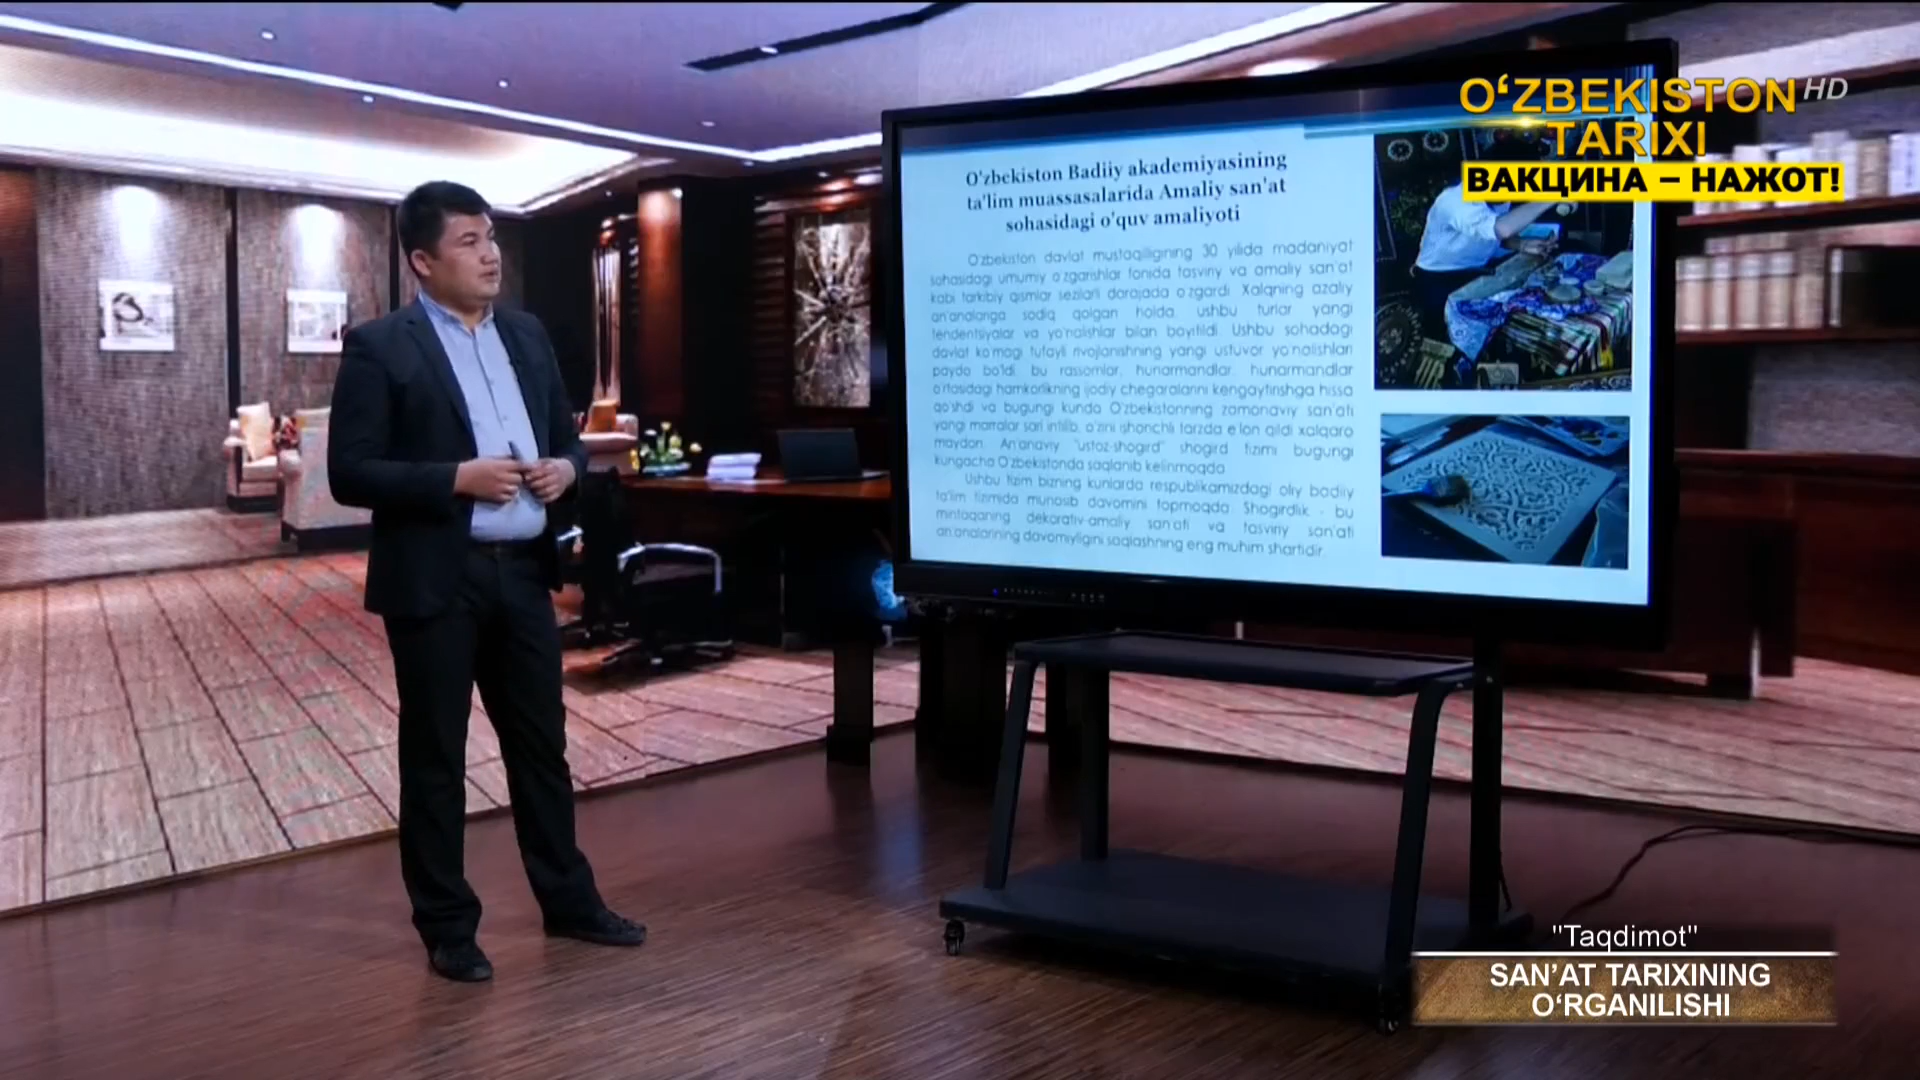 O‘ZBEKISTON HD
TARIXI
ВАКЦИНА – НАЖОТ!
O'zbekiston Badiiy akademiyasining
ta'lim muassasalarida Amaliy san'at
sohasidagi o'quv amaliyoti
O'zbekiston davlat mustaqilligining 30 yilida madaniyat
sohasidagi umumiy o'zgarishlar fonida tasviriy va amaliy san'at
kabi tarkibiy qismlar sezilarli darajada o'zgardi. Xalqning azaliy
an'analariga sodiq qolgan holda, ushbu turlar yangi
tendentsiyalar va yo'nalishlar bilan boyitildi. Ushbu sohadagi
davlat ko'magi tufayli rivojlanishning yangi ustuvor yo'nalishlari
paydo bo'ldi, bu rassomlar, hunarmandlar, hunarmandlar
o'rtasidagi hamkorlikning ijodiy chegaralarini kengaytirishga hissa
qo'shdi va bugungi kunda O'zbekistonning zamonaviy san'ati
yangi marralar sari intilib, o'zini ishonchli tarzda e'lon qildi xalqaro
maydon. An'anaviy "ustoz-shogird" shogird tizimi bugungi
kungacha O'zbekistonda saqlanib kelinmoqda.
Ushbu tizim bizning kunlarda respublikamizdagi oliy badiiy
ta'lim tizimida munosib davomini topmoqda. Shogirdlik - bu
mintaqaning dekorativ-amaliy san'ati va tasviriy san'ati
an'analarining davomiyligini saqlashning eng muhim shartidir.
"Taqdimot"
SAN’AT TARIXINING
O‘RGANILISHI